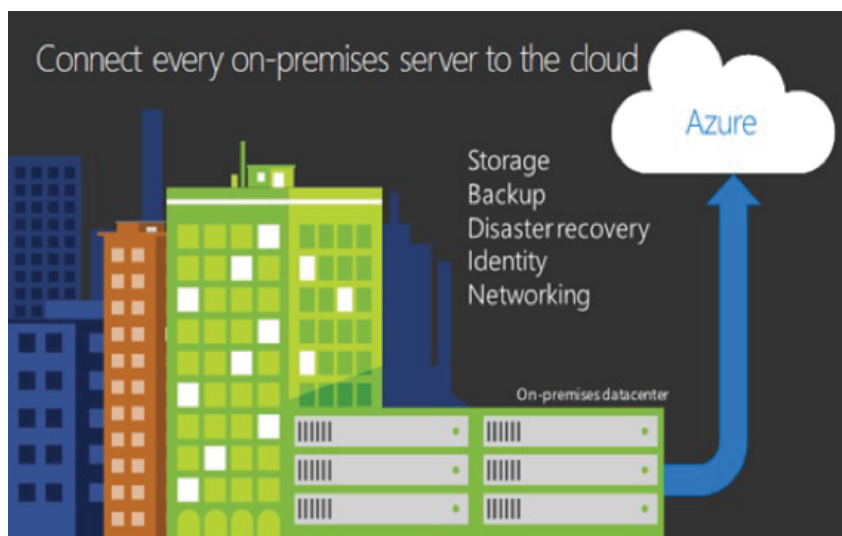 Connect every on-premises server to the cloud
Azure
Storage
Backup
Disaster recovery
Identity
Networking
On-premises datacenter